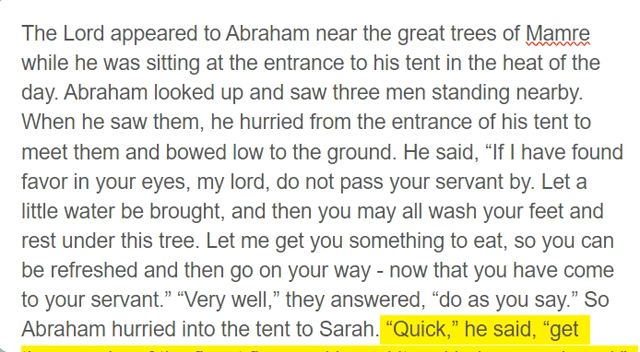 The Lord appeared to Abraham near the great trees of Mamre
while he was sitting at the entrance to his tent in the heat of the
day. Abraham looked up and saw three men standing nearby.
When he saw them, he hurried from the entrance of his tent to
meet them and bowed low to the ground. He said, “If I have found
favor in your eyes, my lord, do not pass your servant by. Let a
little water be brought, and then you may all wash your feet and
rest under this tree. Let me get you something to eat, so you can
be refreshed and then go on your way - now that you have come
to your servant.” “Very well,” they answered, “do as you say.” So
Abraham hurried into the tent to Sarah. “Quick,” he said, “get